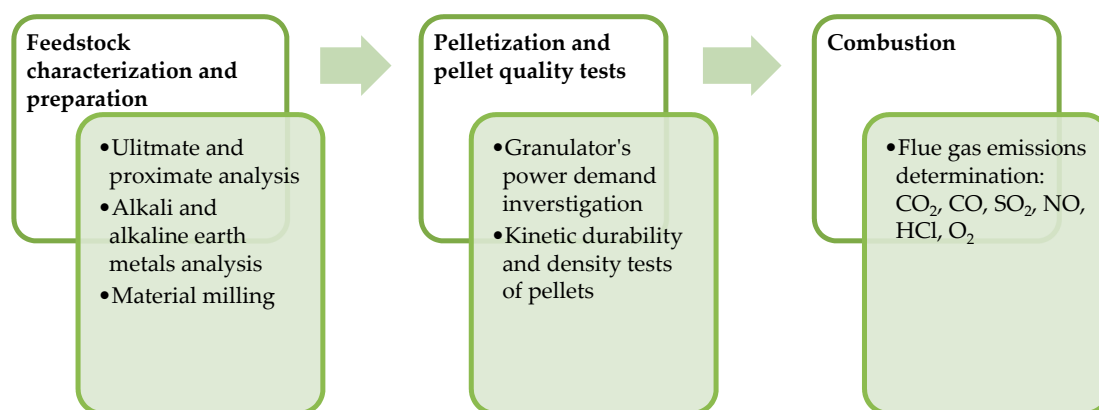 Feedstock
characterization and
preparation
•Ulitmate and
proximate analysis
•Alkali and
alkaline earth
metals analysis
•Material milling
Pelletization and
pellet quality tests
•Granulator's
power demand
inverstigation
•Kinetic durability
and density tests
of pellets
Combustion
•Flue gas emissions
determination:
CO₂, CO, SO₂, NO,
HCl, O₂